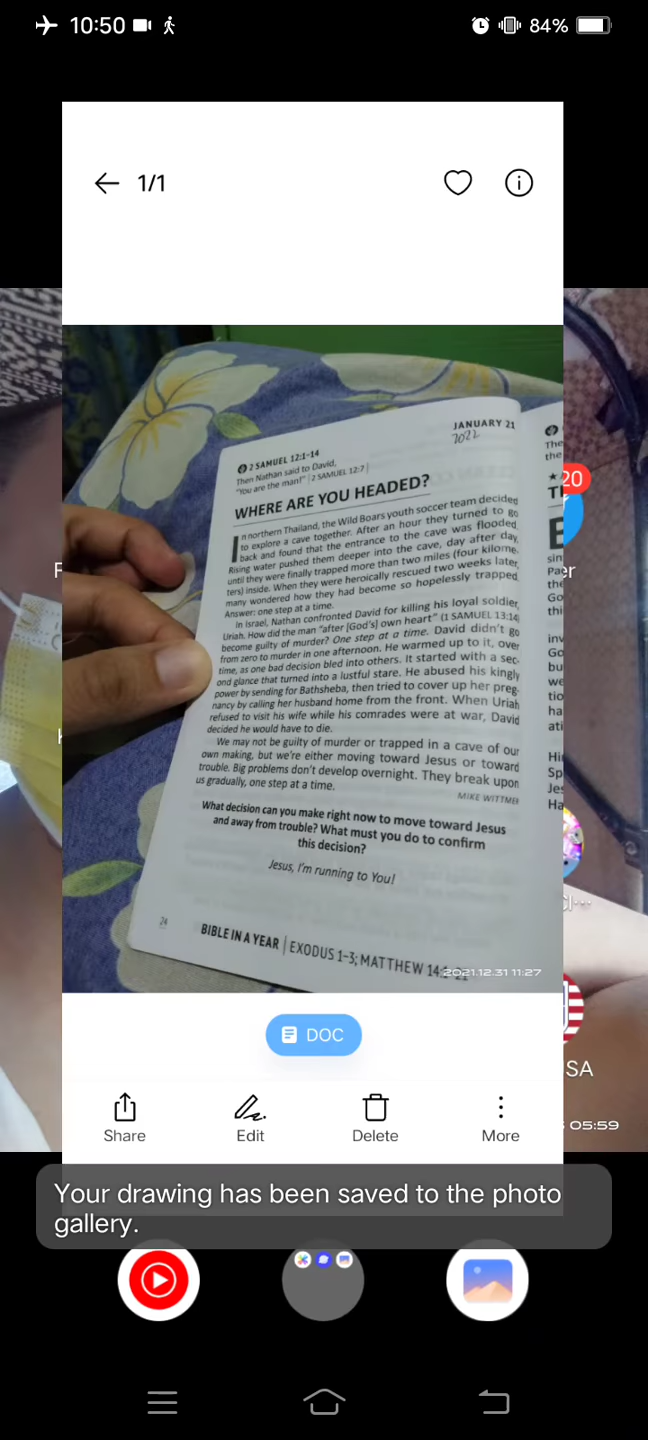 10:50
84%
1/1
JANUARY 21
2022
2 SAMUEL 12:1–14
Then Nathan said to David,
“You are the man!” | 2 SAMUEL 12:7 |
WHERE ARE YOU HEADED?
In northern Thailand, the Wild Boars youth soccer team decided
to explore a cave together. After an hour they turned to go
back and found that the entrance to the cave was flooded.
Rising water pushed them deeper into the cave, day after day,
until they were finally trapped more than two miles (four kilome-
ters) inside. When they were heroically rescued two weeks later,
many wondered how they had become so hopelessly trapped.
Answer: one step at a time.
In Israel, Nathan confronted David for killing his loyal soldier,
Uriah. How did the man “after [God’s] own heart” (1 SAMUEL 13:14)
become guilty of murder? One step at a time. David didn’t go
from zero to murder in one afternoon. He warmed up to it, over
time, as one bad decision bled into others. It started with a sec-
ond glance that turned into a lustful stare. He abused his kingly
power by sending for Bathsheba, then tried to cover up her preg-
nancy by calling her husband home from the front. When Uriah
refused to visit his wife while his comrades were at war, David
decided he would have to die.
We may not be guilty of murder or trapped in a cave of our
own making, but we’re either moving toward Jesus or toward
trouble. Big problems don’t develop overnight. They break upon
us gradually, one step at a time.
MIKE WITTMER
What decision can you make right now to move toward Jesus
and away from trouble? What must you do to confirm
this decision?
Jesus, I’m running to You!
24
BIBLE IN A YEAR | EXODUS 1–3; MATTHEW 14:1–21
2021.12.31 11:27
20
SA
05:59
DOC
Share
Edit
Delete
More
Your drawing has been saved to the photo
gallery.